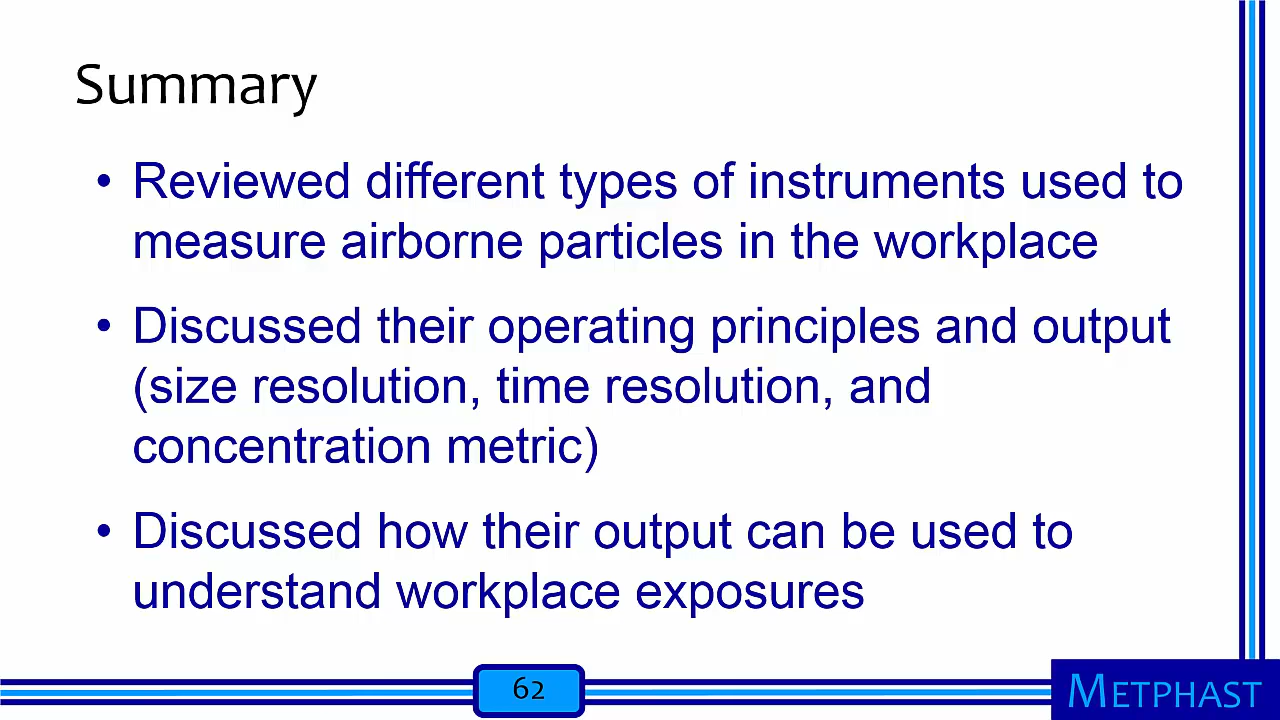 Summary
• Reviewed different types of instruments used to
measure airborne particles in the workplace
• Discussed their operating principles and output
(size resolution, time resolution, and
concentration metric)
• Discussed how their output can be used to
understand workplace exposures
62
METPHAST